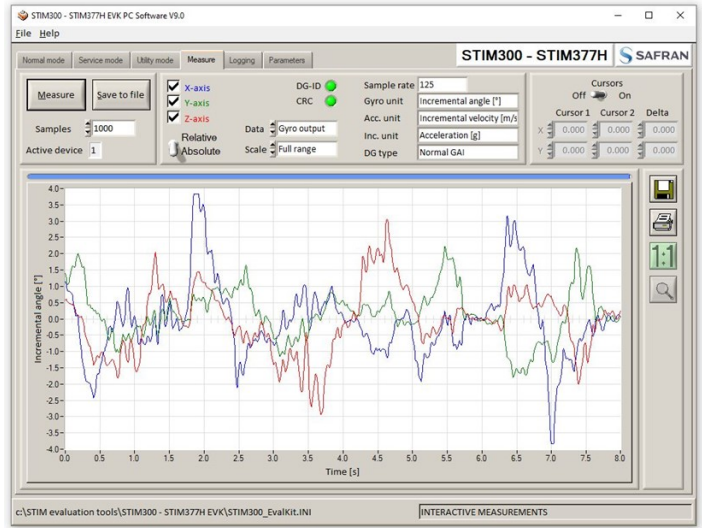 STIM300 - STIM377H EVK PC Software V9.0
File Help
Normal mode Service mode Utility mode Measure Logging Parameters
STIM300 - STIM377H SAFRAN
Measure Save to file
Samples 1000
Active device 1
X-axis
Y-axis
Z-axis
Relative
Absolute
DG-ID
CRC
Data Gyro output
Scale Full range
Sample rate 125
Gyro unit Incremental angle [°]
Acc. unit Incremental velocity [m/s
Inc. unit Acceleration [g]
DG type Normal GAI
Cursors
Off On
Cursor 1 Cursor 2 Delta
X 0.000 0.000 0.000
Y 0.000 0.000 0.000
1:1
Incremental angle [°]
4.0
3.5
3.0
2.5
2.0
1.5
1.0
0.5
0.0
-0.5
-1.0
-1.5
-2.0
-2.5
-3.0
-3.5
-4.0
0.0 0.5 1.0 1.5 2.0 2.5 3.0 3.5 4.0 4.5 5.0 5.5 6.0 6.5 7.0 7.5 8.0
Time [s]
c:\STIM evaluation tools\STIM300 - STIM377H EVK\STIM300_EvalKit.INI INTERACTIVE MEASUREMENTS